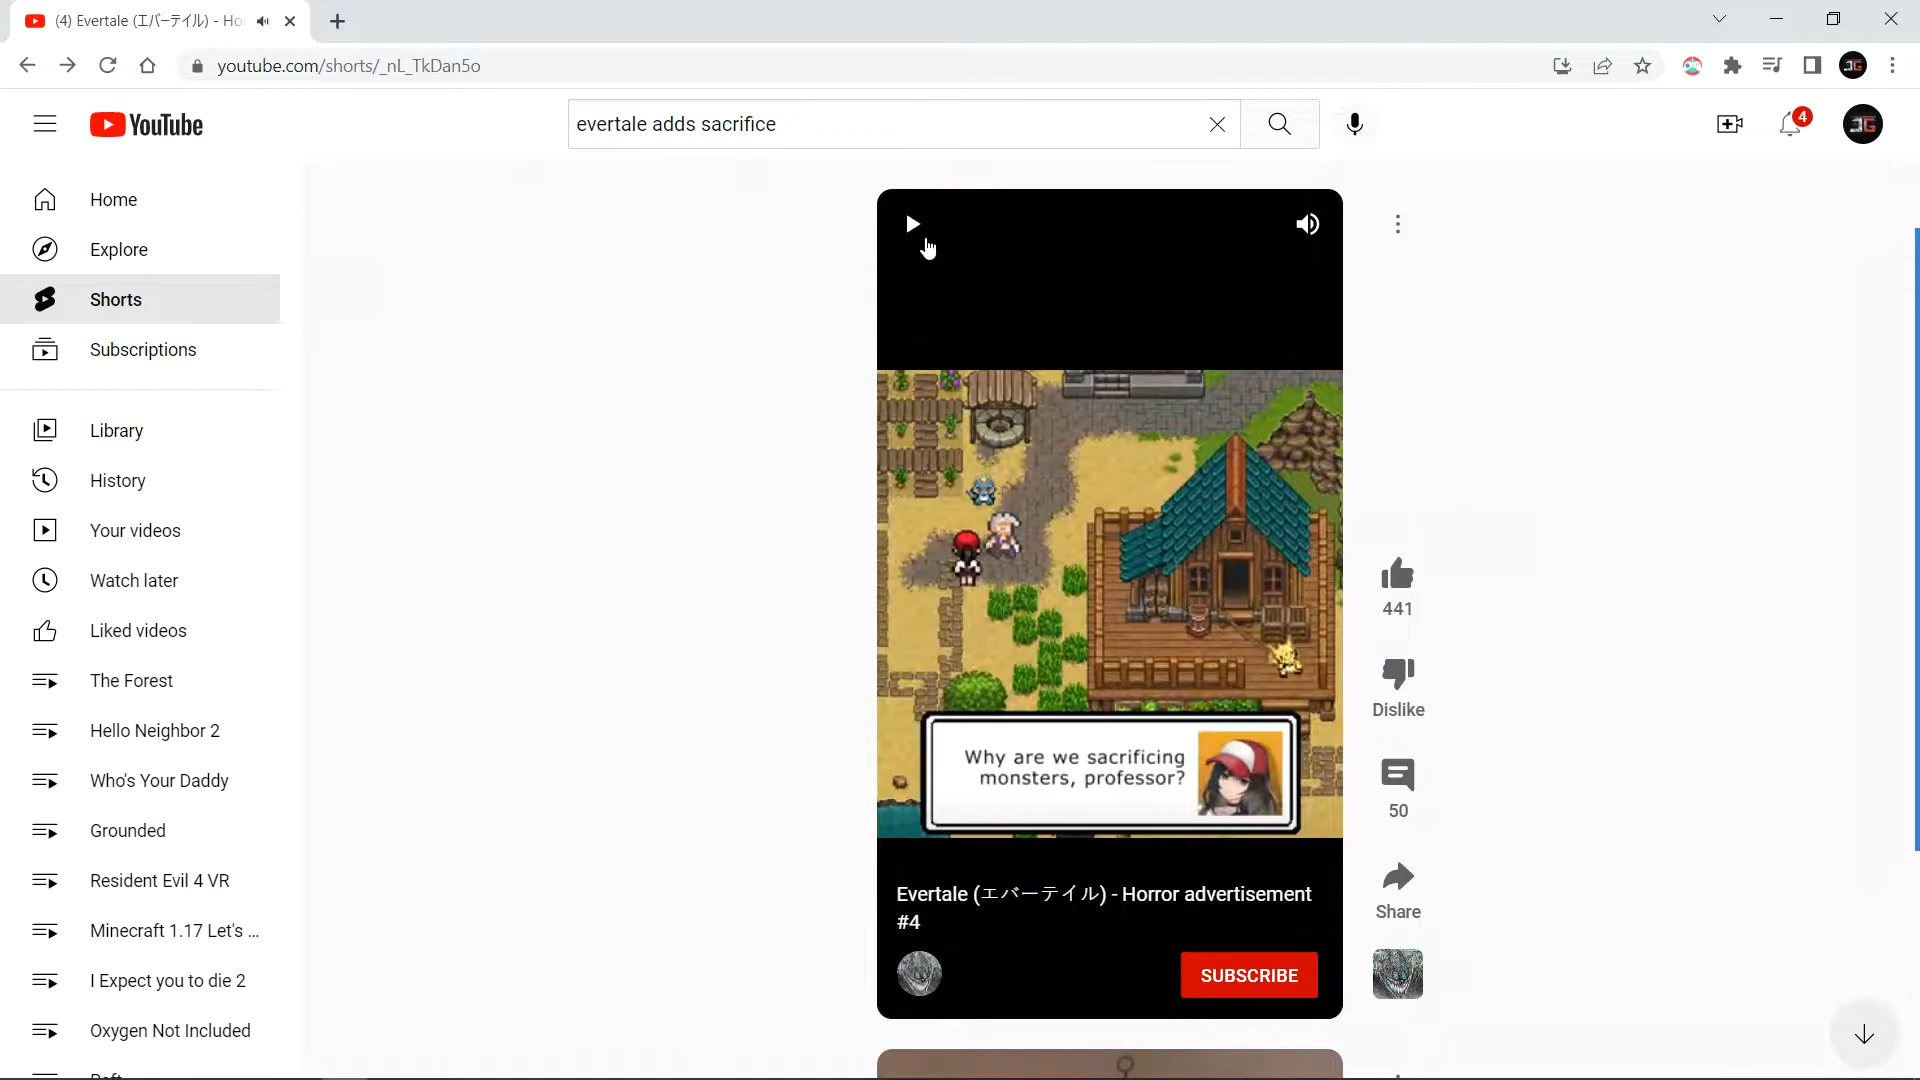 (4) Evertale (エバーテイル) - Ho
youtube.com/shorts/_nL_TkDan5o
YouTube
evertale adds sacrifice
4
JG
Home
Explore
Shorts
Subscriptions
Library
History
Your videos
Watch later
Liked videos
The Forest
Hello Neighbor 2
Who's Your Daddy
Grounded
Resident Evil 4 VR
Minecraft 1.17 Let's ...
I Expect you to die 2
Oxygen Not Included
Why are we sacrificing
monsters, professor?
Evertale (エバーテイル) - Horror advertisement
#4
SUBSCRIBE
441
Dislike
50
Share